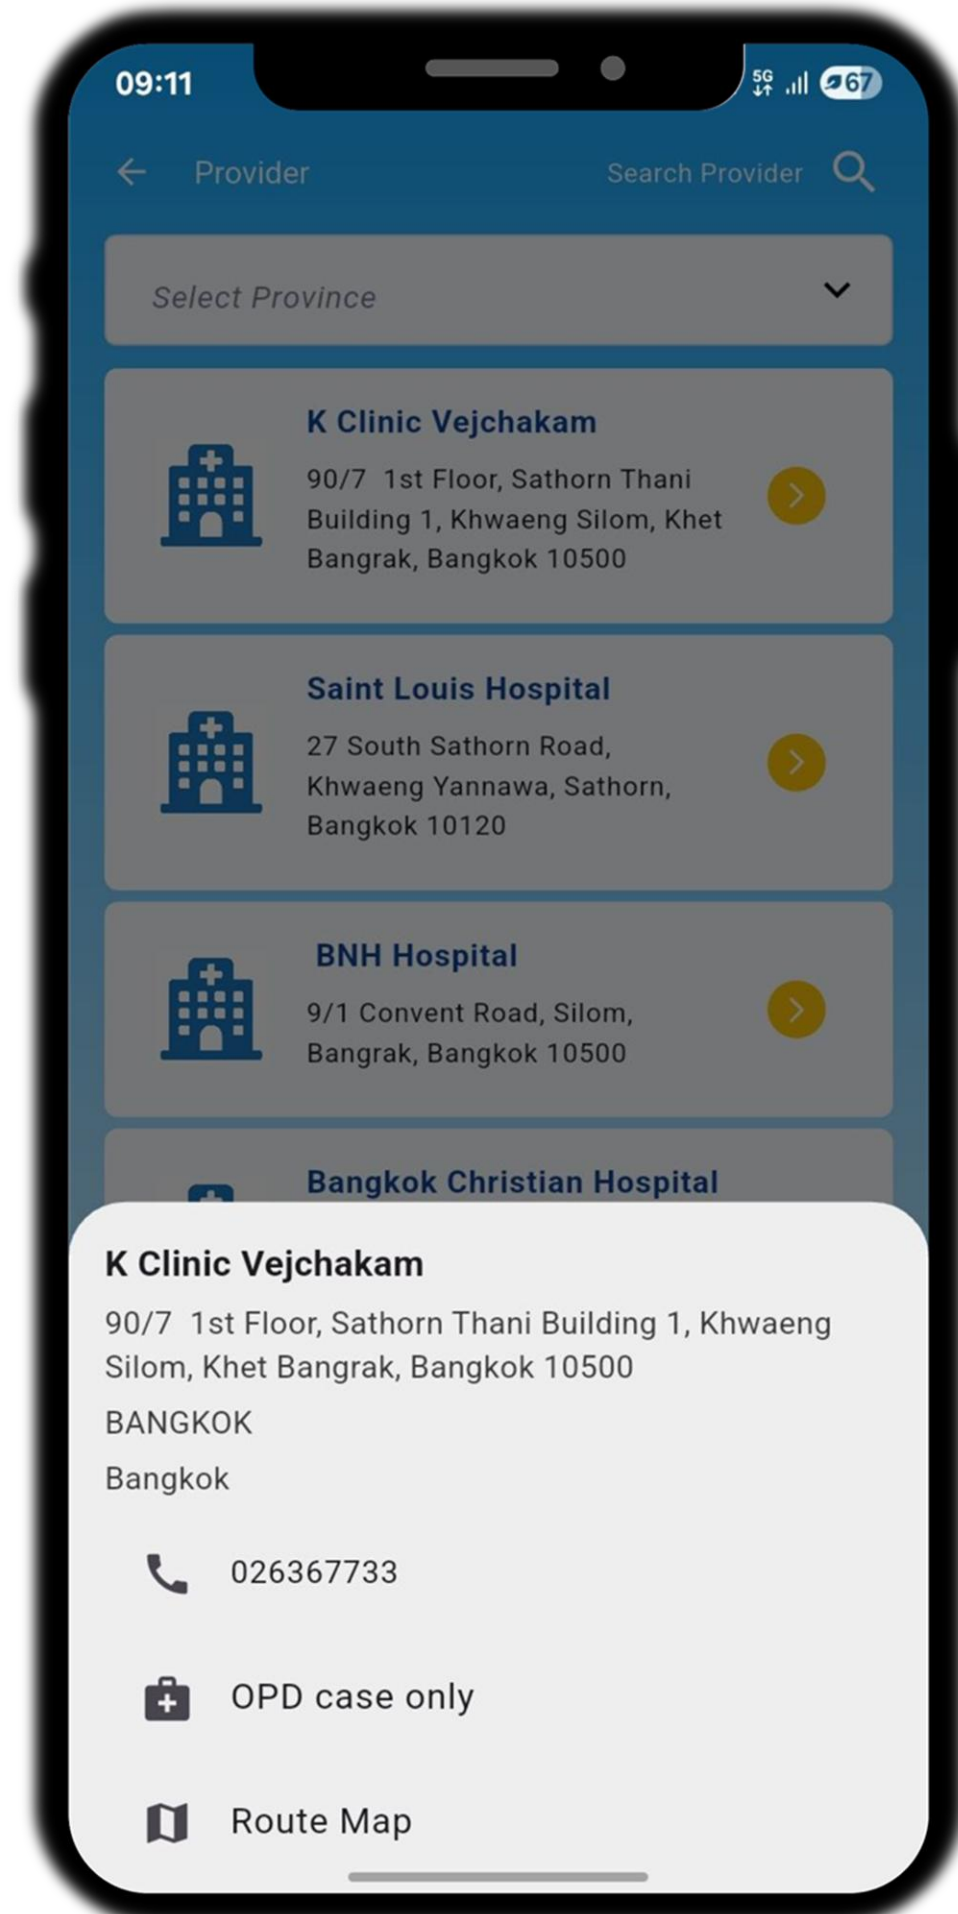 09:11
5G
67
Provider
Search Provider
Select Province
K Clinic Vejchakam
90/7  1st Floor, Sathorn Thani
Building 1, Khwaeng Silom, Khet
Bangrak, Bangkok 10500
Saint Louis Hospital
27 South Sathorn Road,
Khwaeng Yannawa, Sathorn,
Bangkok 10120
BNH Hospital
9/1 Convent Road, Silom,
Bangrak, Bangkok 10500
Bangkok Christian Hospital
K Clinic Vejchakam
90/7  1st Floor, Sathorn Thani Building 1, Khwaeng
Silom, Khet Bangrak, Bangkok 10500
BANGKOK
Bangkok
026367733
OPD case only
Route Map